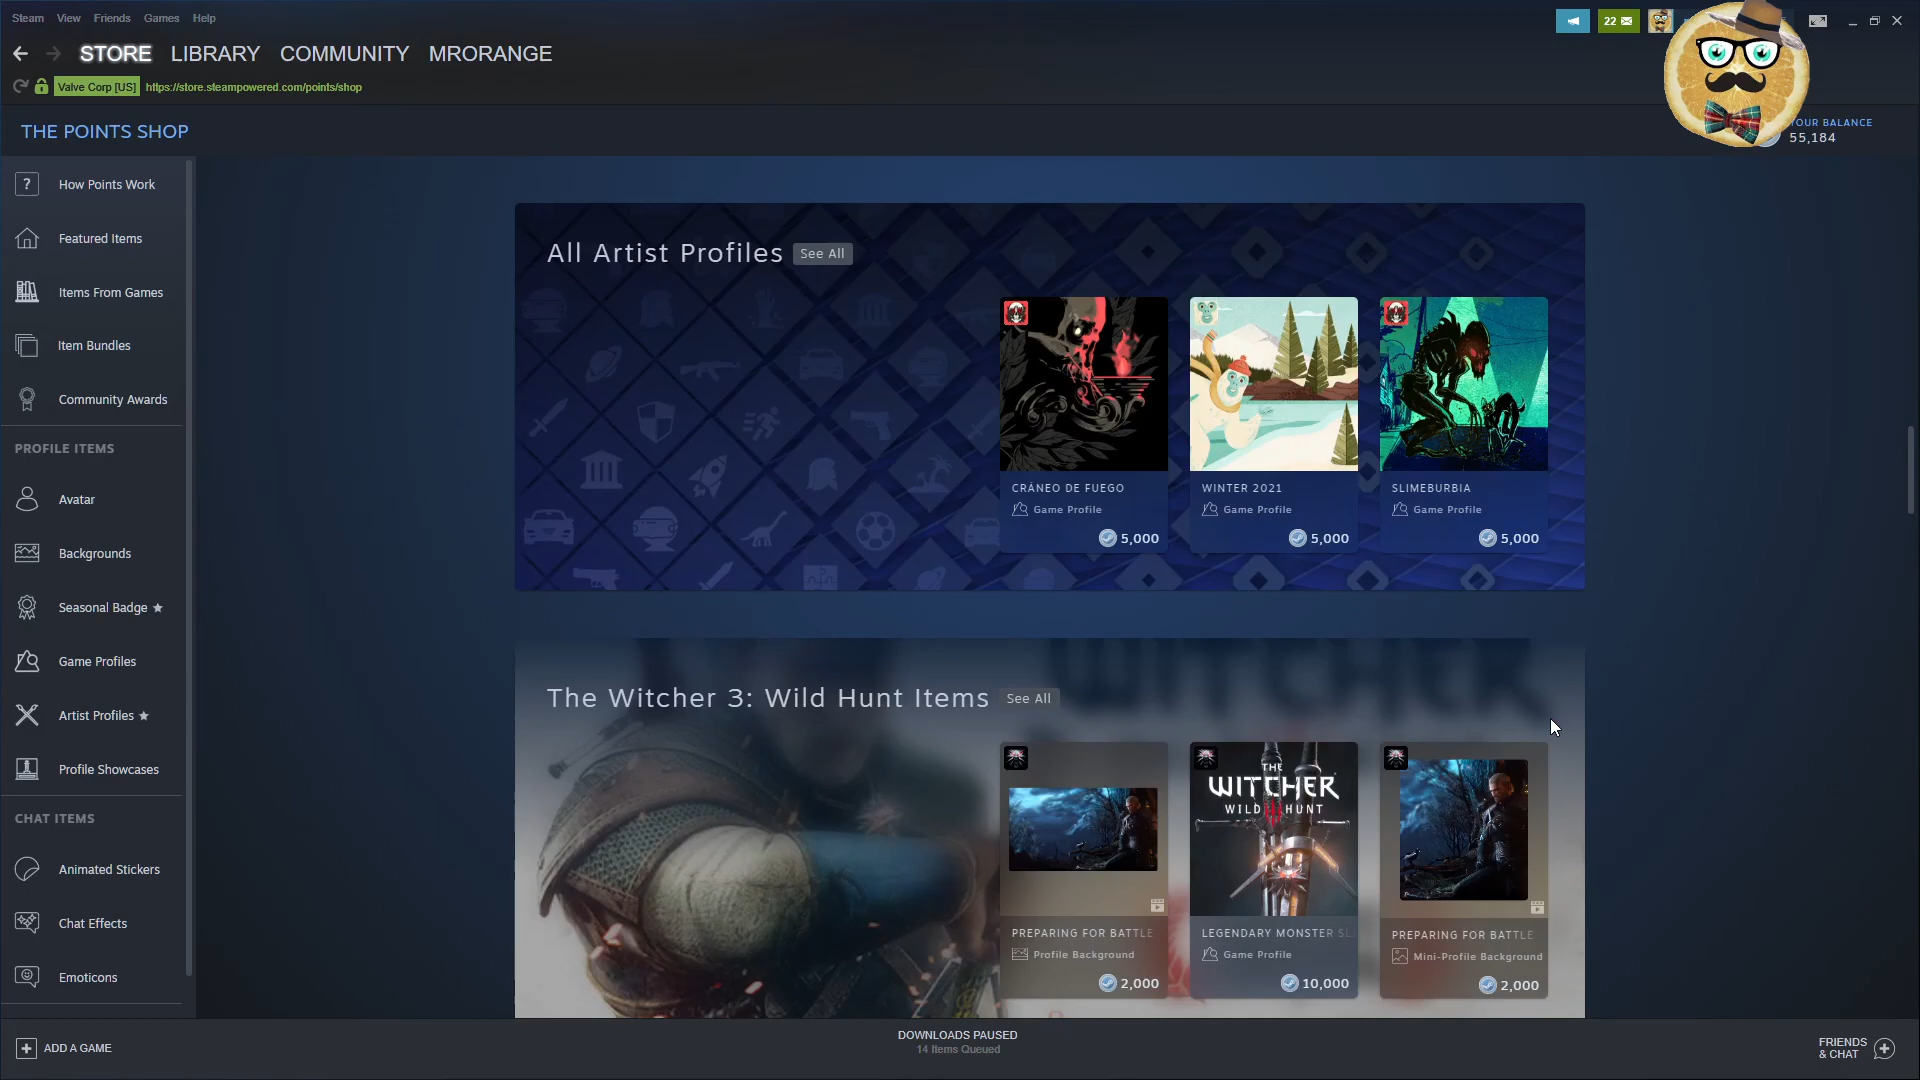 Steam View Friends Games Help
22
STORE LIBRARY COMMUNITY MRORANGE
Valve Corp [US] https://store.steampowered.com/points/shop
THE POINTS SHOP
YOUR BALANCE
55,184
How Points Work
Featured Items
Items From Games
Item Bundles
Community Awards
PROFILE ITEMS
Avatar
Backgrounds
Seasonal Badge ★
Game Profiles
Artist Profiles ★
Profile Showcases
CHAT ITEMS
Animated Stickers
Chat Effects
Emoticons
All Artist Profiles See All
CRÁNEO DE FUEGO
Game Profile
5,000
WINTER 2021
Game Profile
5,000
SLIMEBURBIA
Game Profile
5,000
WITCHER
The Witcher 3: Wild Hunt Items See All
PREPARING FOR BATTLE
Profile Background
2,000
THE
WITCHER
WILD HUNT
LEGENDARY MONSTER
Game Profile
10,000
PREPARING FOR BATTLE
Mini-Profile Background
2,000
ADD A GAME
DOWNLOADS PAUSED
14 Items Queued
FRIENDS
& CHAT